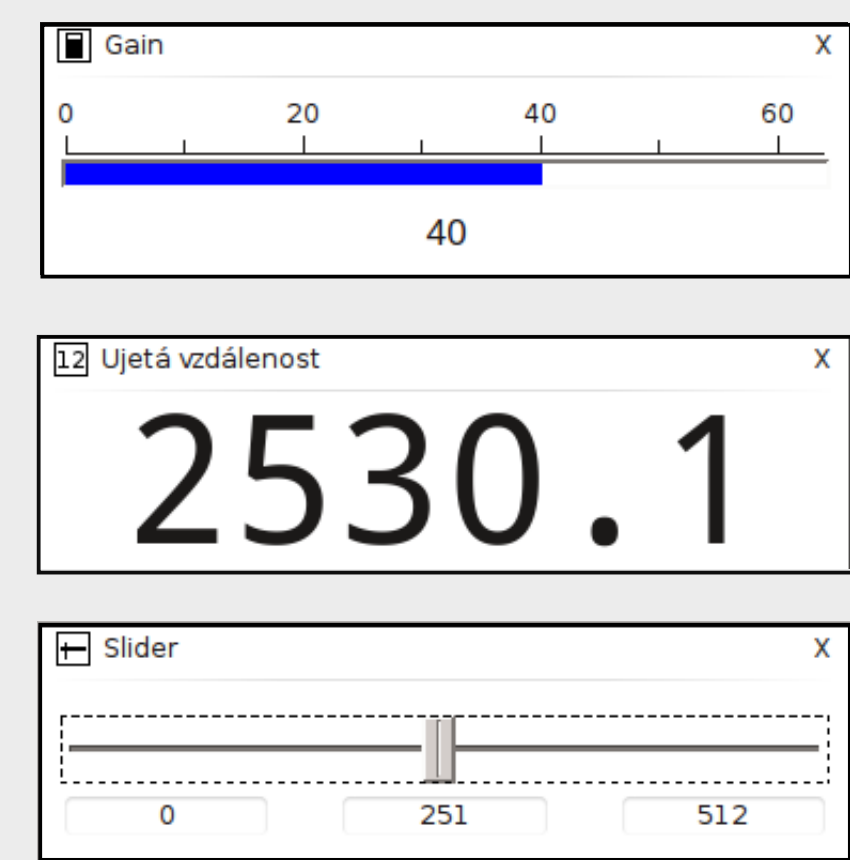 Gain X
0 20 40 60
40
12 Ujetá vzdálenost X
2530.1
Slider X
0 251 512